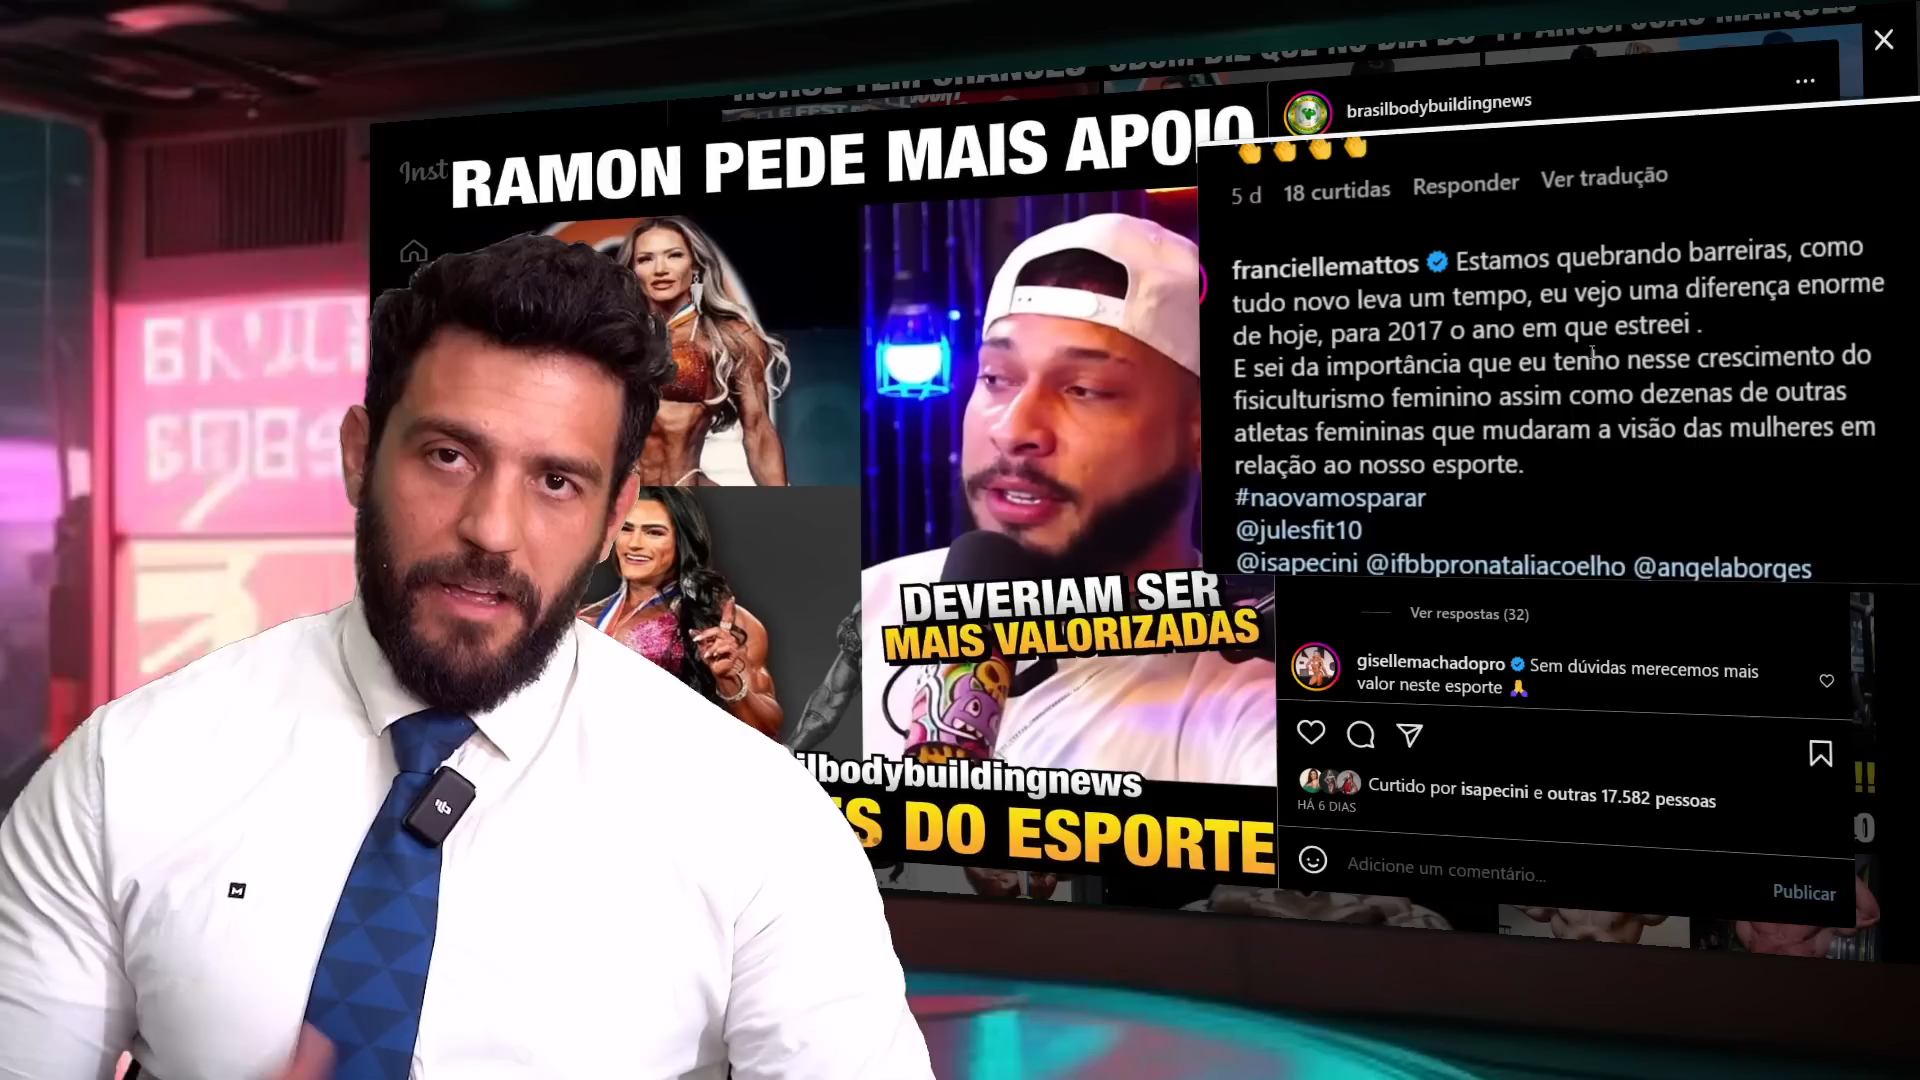 Inst
RAMON PEDE MAIS APOIO
DEVERIAM SER
MAIS VALORIZADAS
ilbodybuildingnews
S DO ESPORTE
brasilbodybuildingnews
👏👏👏👏
5 d 18 curtidas Responder Ver tradução
franciellemattos Estamos quebrando barreiras, como
tudo novo leva um tempo, eu vejo uma diferença enorme
de hoje, para 2017 o ano em que estreei .
E sei da importância que eu tenho nesse crescimento do
fisiculturismo feminino assim como dezenas de outras
atletas femininas que mudaram a visão das mulheres em
relação ao nosso esporte.
#naovamosparar
@julesfit10
@isapecini @ifbbpronataliacoelho @angelaborges
Ver respostas (32)
gisellemachadopro Sem dúvidas merecemos mais
valor neste esporte 🙏
Curtido por isapecini e outras 17.582 pessoas
HÁ 6 DIAS
Adicione um comentário...
Publicar
M